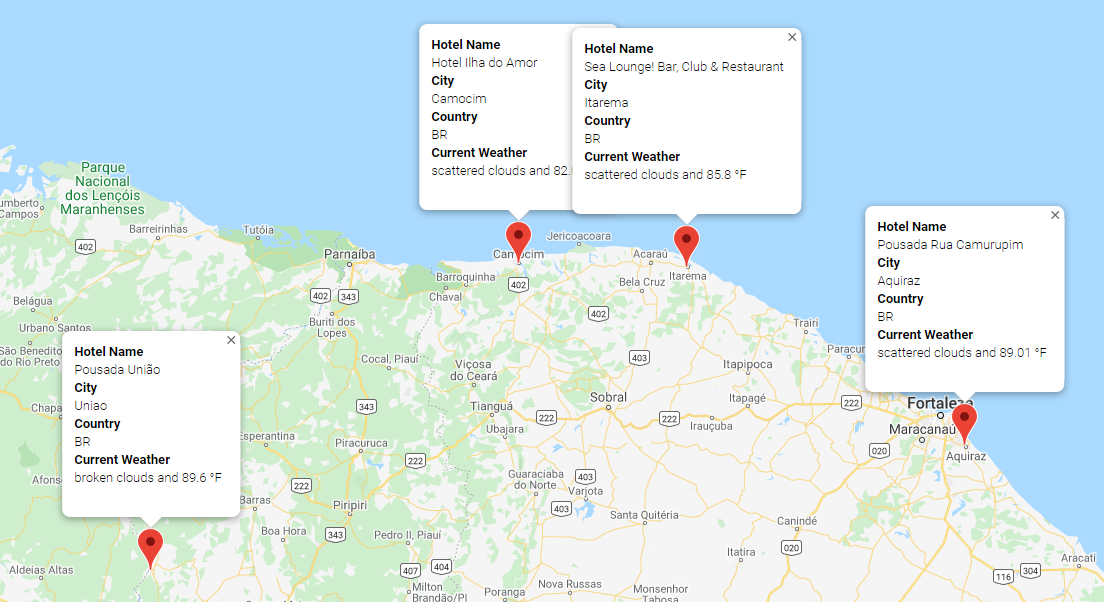 Hotel Name
Hotel Ilha do Amor
City
Camocim
Country
BR
Current Weather
scattered clouds and 82.
Hotel Name
Sea Lounge! Bar, Club & Restaurant
City
Itarema
Country
BR
Current Weather
scattered clouds and 85.8 °F
Hotel Name
Pousada Rua Camurupim
City
Aquiraz
Country
BR
Current Weather
scattered clouds and 89.01 °F
Hotel Name
Pousada União
City
Uniao
Country
BR
Current Weather
broken clouds and 89.6 °F
Parque
Nacional
dos Lençóis
Maranhenses
umberto
Campos
Barreirinhas
402
Tutóia
Parnaíba
Camocim
Jericoacoara
Acaraú
Itarema
Barroquinha
Chaval
402
Bela Cruz
402
343
402
Belágua
Urbano Santos
Buriti dos
Lopes
Trairi
São Benedito
do Rio Preto
Cocal, Piauí
Viçosa
do Ceará
403
Itapipoca
Paracur
Chapa
343
Tianguá
Sobral
Itapagé
222
Fortaleza
222
222
Irauçuba
Maracanaú
Ubajara
Esperantina
Piracuruca
020
Aquiraz
222
Afons
Guaraciaba
do Norte
403
Varjota
222
Barras
Piripiri
403
Santa Quitéria
Canindé
Boa Hora
343
Pedro II, Piauí
Itatira
020
Aracati
Aldeias Altas
407
404
Milton
Brandão/PI
Nova Russas
Poranga
Monsenhor
Tabosa
116
304